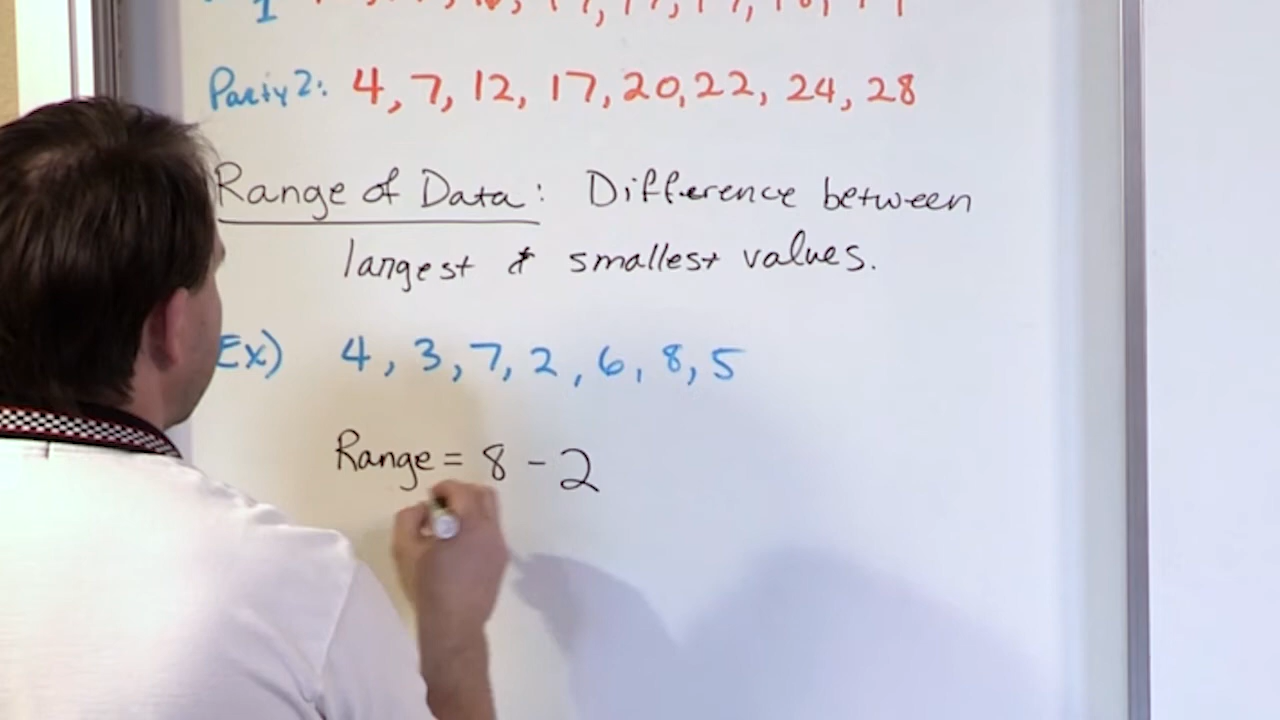 Party 2: 4, 7, 12, 17, 20, 22, 24, 28
Range of Data: Difference between
largest & smallest values.
Ex) 4, 3, 7, 2, 6, 8, 5
Range = 8 - 2